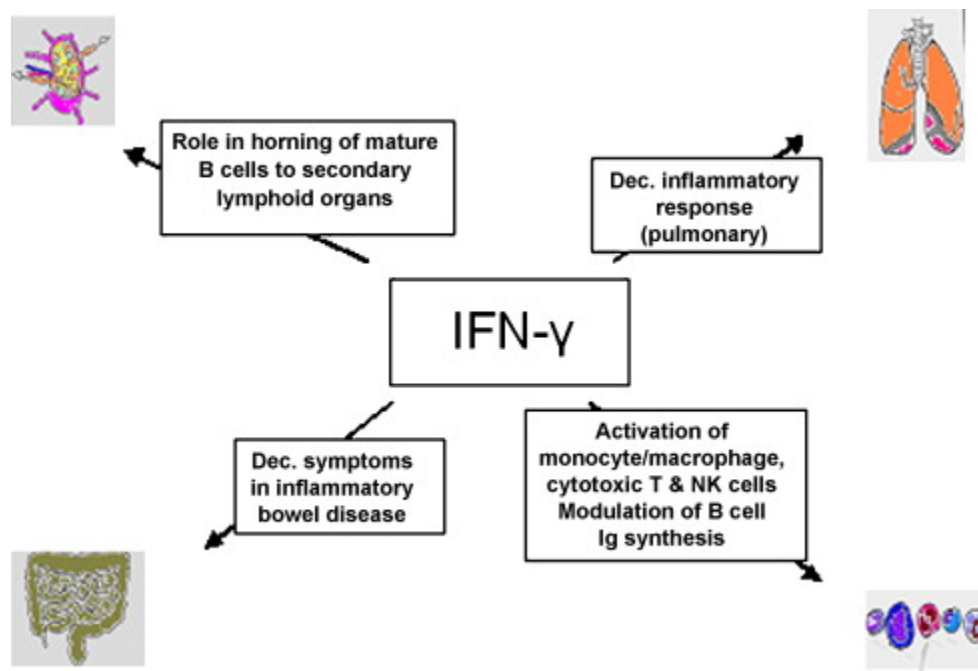 Role in horning of mature
B cells to secondary
lymphoid organs
Dec. inflammatory
response
(pulmonary)
IFN-γ
Dec. symptoms
in inflammatory
bowel disease
Activation of
monocyte/macrophage,
cytotoxic T & NK cells
Modulation of B cell
Ig synthesis